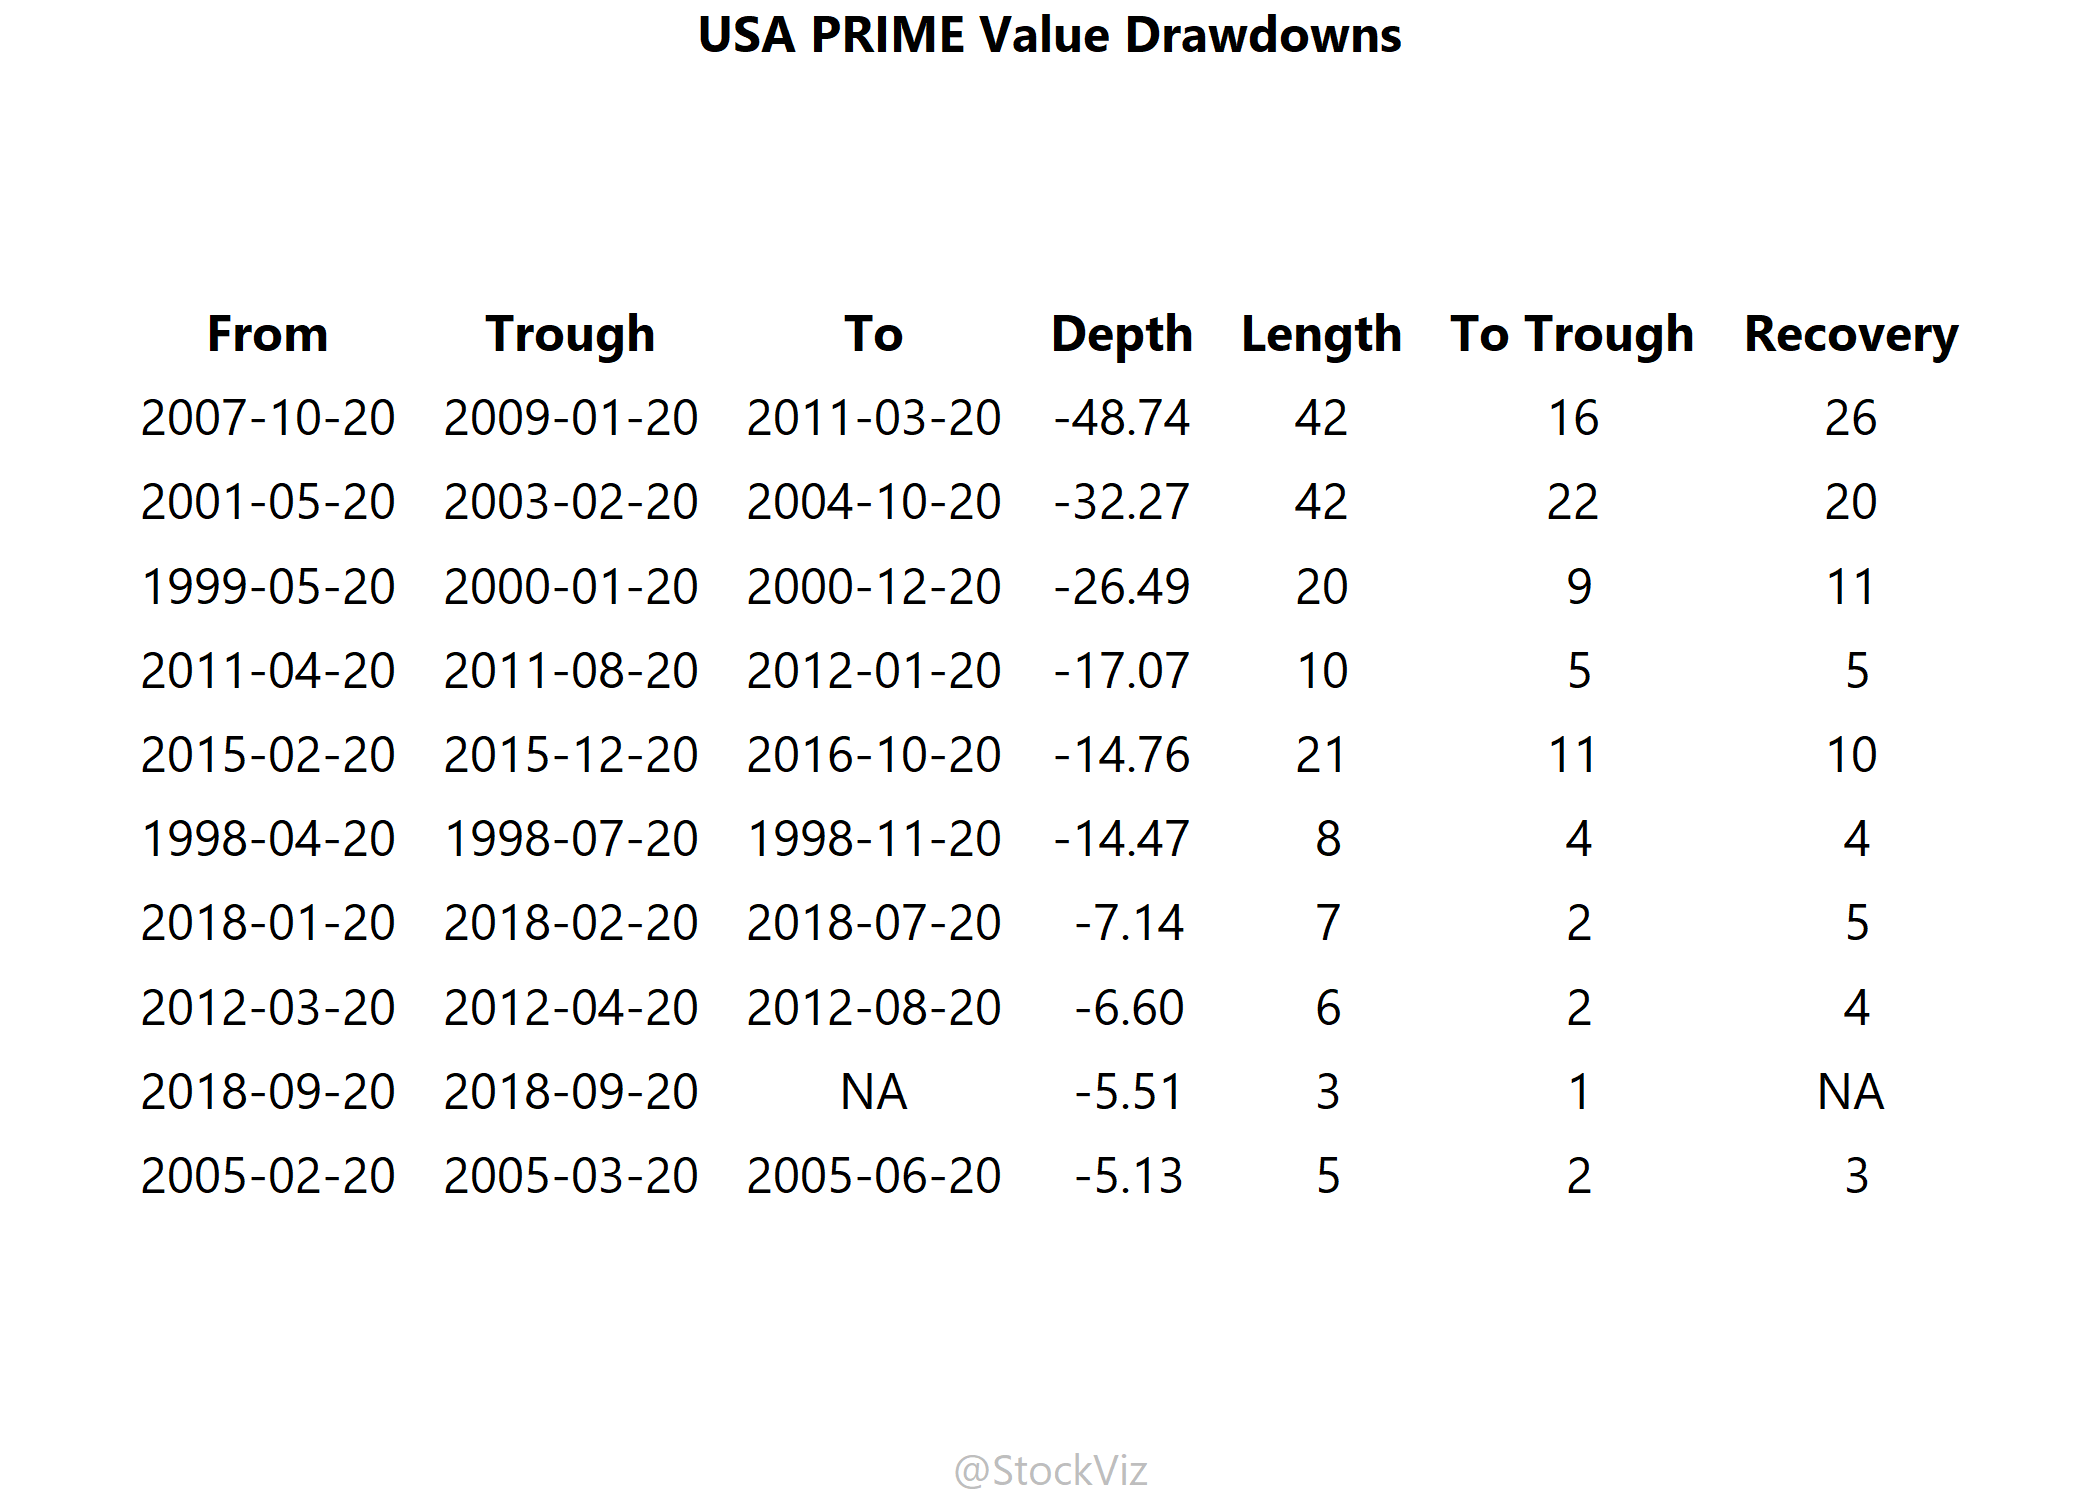 USA PRIME Value Drawdowns
From Trough To Depth Length To Trough Recovery
2007-10-20 2009-01-20 2011-03-20 -48.74 42 16 26
2001-05-20 2003-02-20 2004-10-20 -32.27 42 22 20
1999-05-20 2000-01-20 2000-12-20 -26.49 20 9 11
2011-04-20 2011-08-20 2012-01-20 -17.07 10 5 5
2015-02-20 2015-12-20 2016-10-20 -14.76 21 11 10
1998-04-20 1998-07-20 1998-11-20 -14.47 8 4 4
2018-01-20 2018-02-20 2018-07-20 -7.14 7 2 5
2012-03-20 2012-04-20 2012-08-20 -6.60 6 2 4
2018-09-20 2018-09-20 NA -5.51 3 1 NA
2005-02-20 2005-03-20 2005-06-20 -5.13 5 2 3
@StockViz